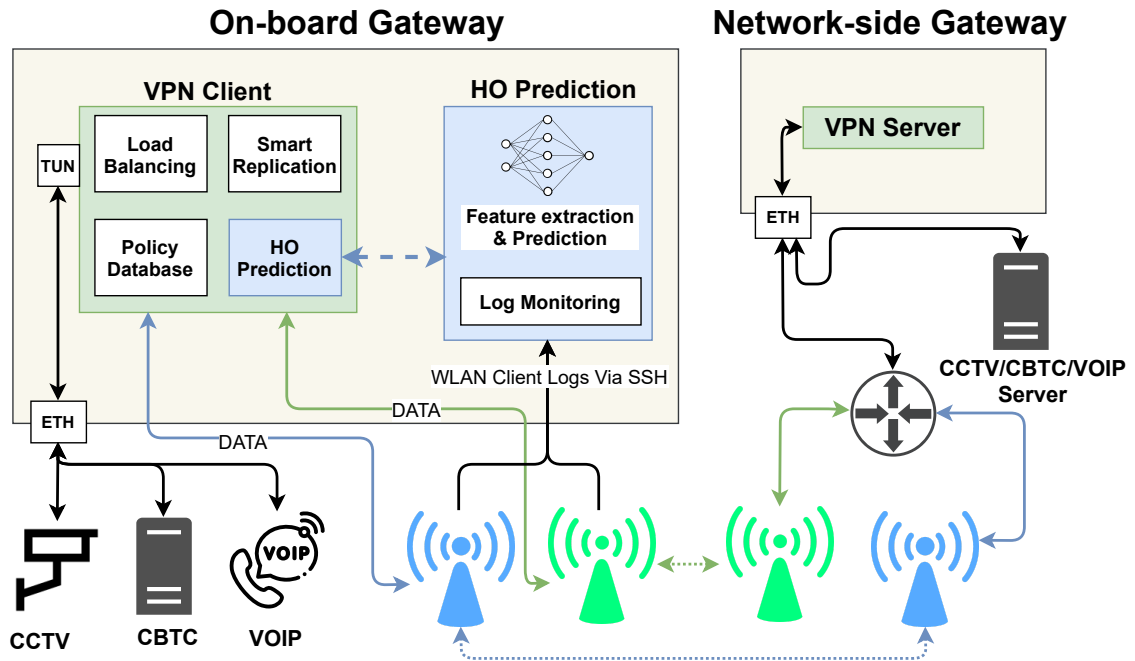 On-board Gateway
Network-side Gateway
VPN Client
HO Prediction
Load
Balancing
Smart
Replication
VPN Server
TUN
Feature extraction
& Prediction
ETH
Policy
Database
HO
Prediction
Log Monitoring
CCTV/CBTC/VOIP
Server
WLAN Client Logs Via SSH
DATA
ETH
DATA
VOIP
CCTV
CBTC
VOIP